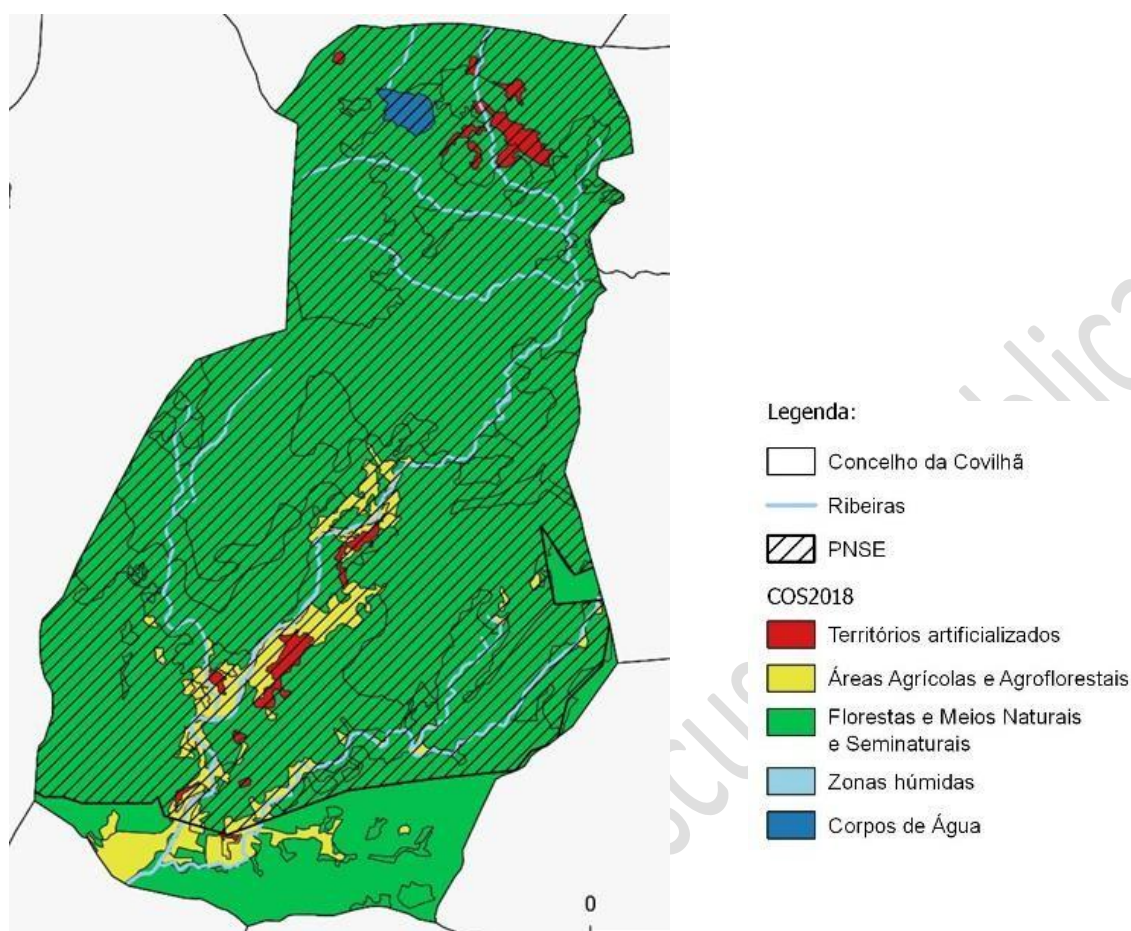 Legenda:
Concelho da Covilhã
Ribeiras
PNSE
COS2018
Territórios artificializados
Áreas Agrícolas e Agroflorestais
Florestas e Meios Naturais
e Seminaturais
Zonas húmidas
Corpos de Água
0